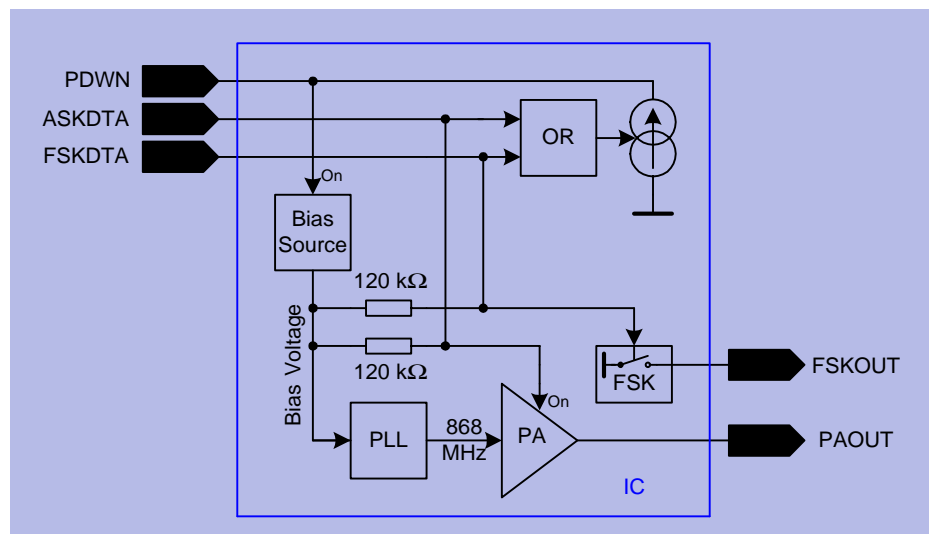 PDWN
ASKDTA
FSKDTA
OR
On
Bias
Source
120 kΩ
Bias Voltage
120 kΩ
FSK
FSKOUT
On
PLL
868
MHz
PA
PAOUT
IC